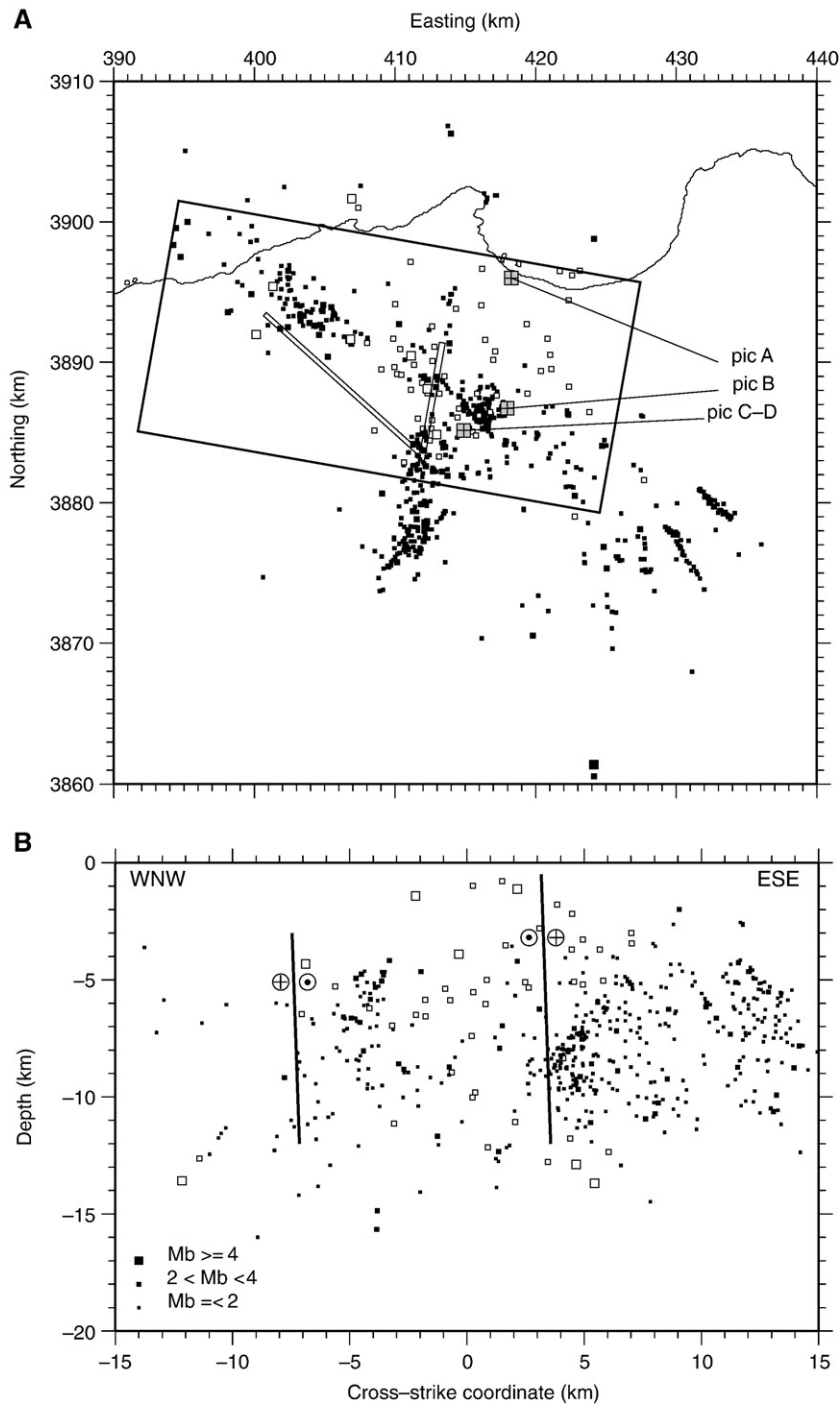 A
Easting (km)
390 400 410 420 430 440
3910
3900
3890
3880
3870
3860
Northing (km)
pic A
pic B
pic C–D
B
WNW
ESE
0
−5
−10
−15
−20
Depth (km)
Mb >= 4
2 < Mb <4
Mb =< 2
−15 −10 −5 0 5 10 15
Cross–strike coordinate (km)